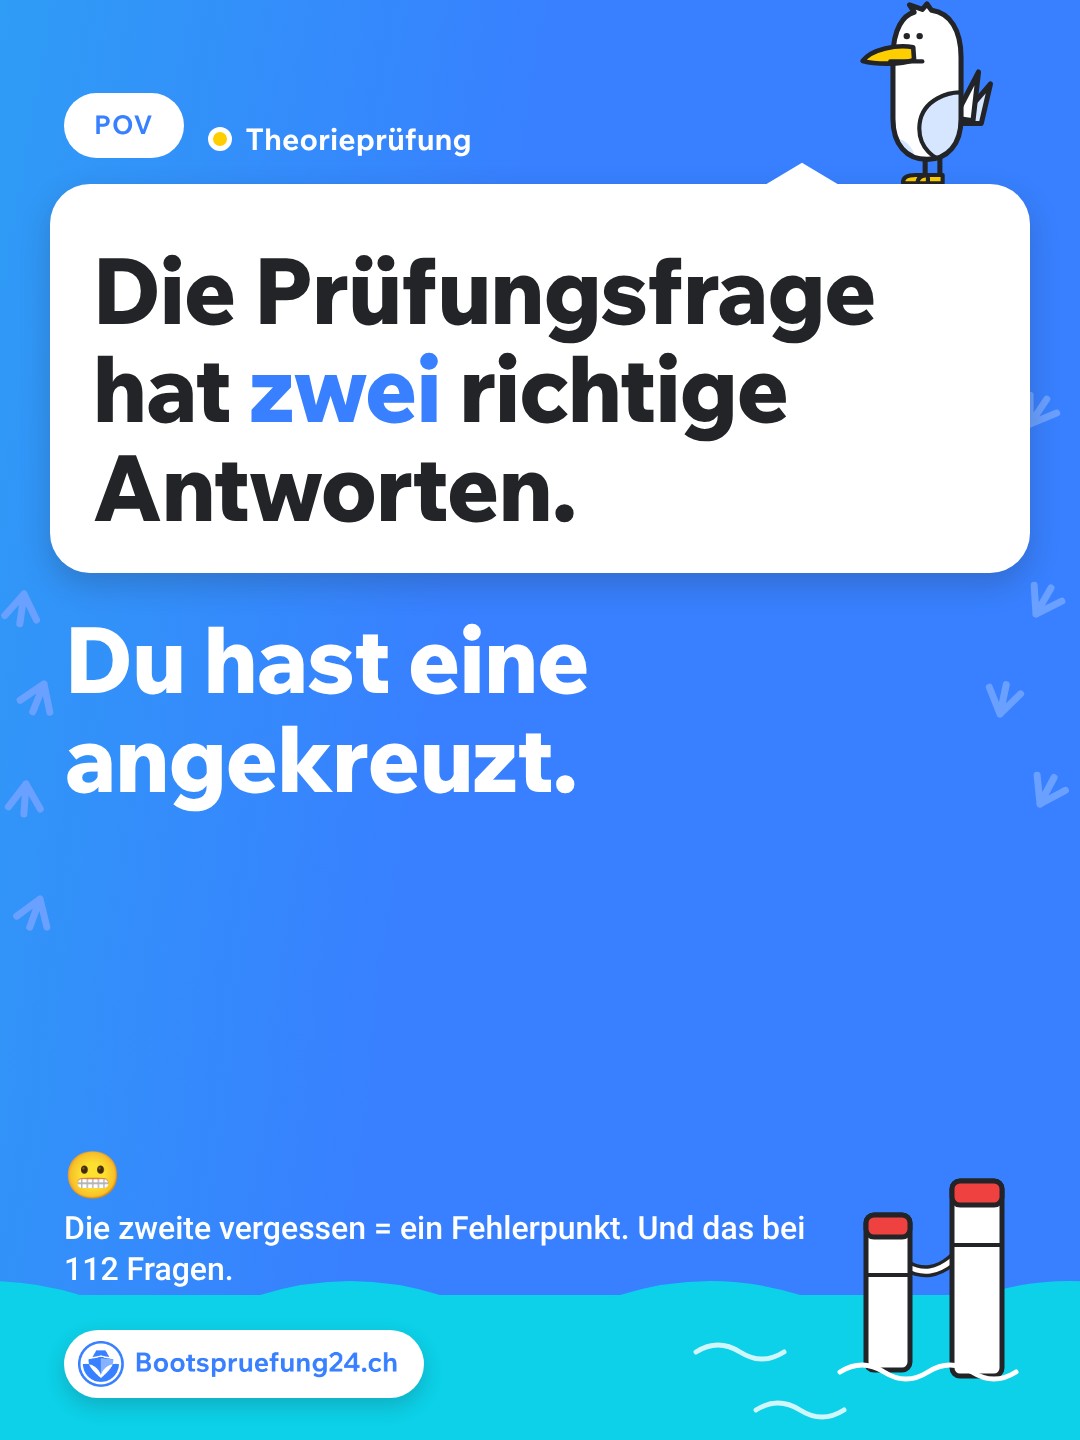 POV
Theorieprüfung
Die Prüfungsfrage
hat zwei richtige
Antworten.
Du hast eine
angekreuzt.
😬
Die zweite vergessen = ein Fehlerpunkt. Und das bei
112 Fragen.
Bootspruefung24.ch